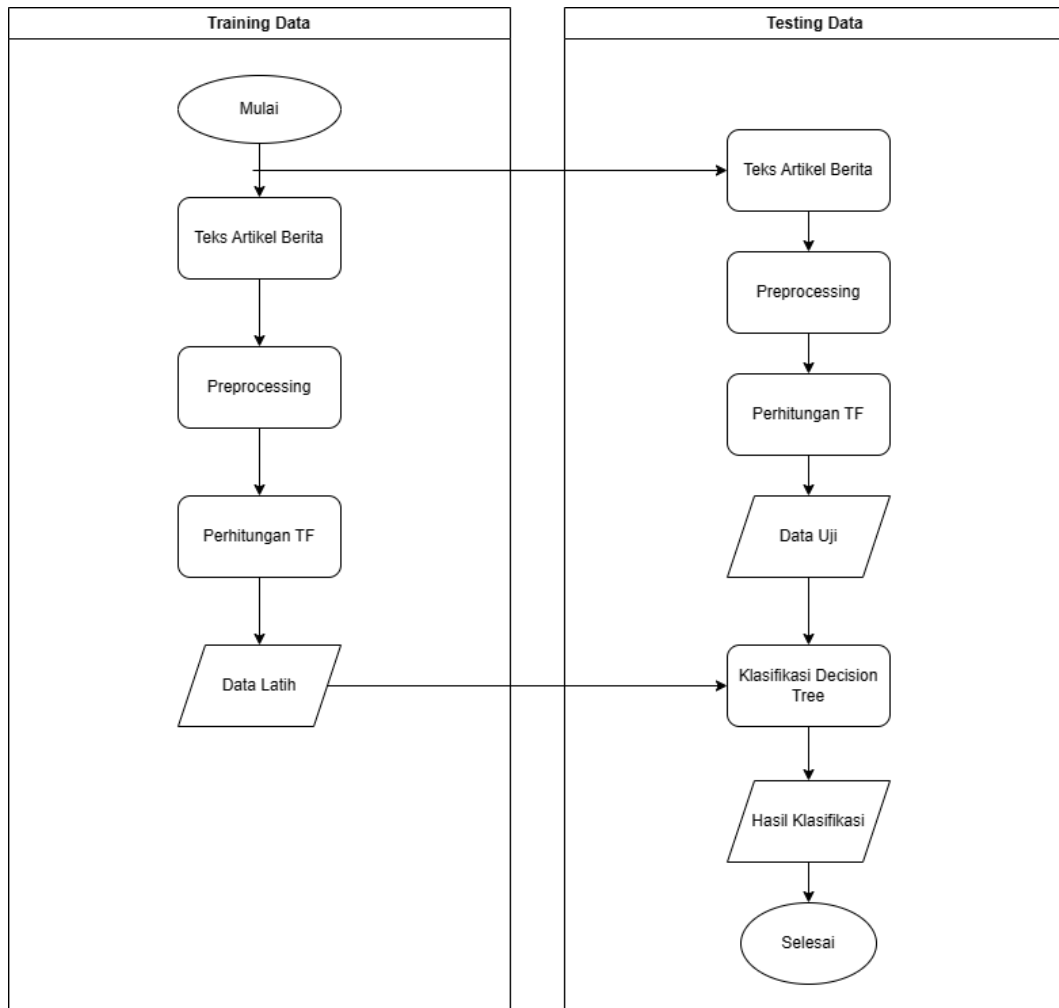 Training Data
Mulai
Teks Artikel Berita
Preprocessing
Perhitungan TF
Data Latih
Testing Data
Teks Artikel Berita
Preprocessing
Perhitungan TF
Data Uji
Klasifikasi Decision
Tree
Hasil Klasifikasi
Selesai